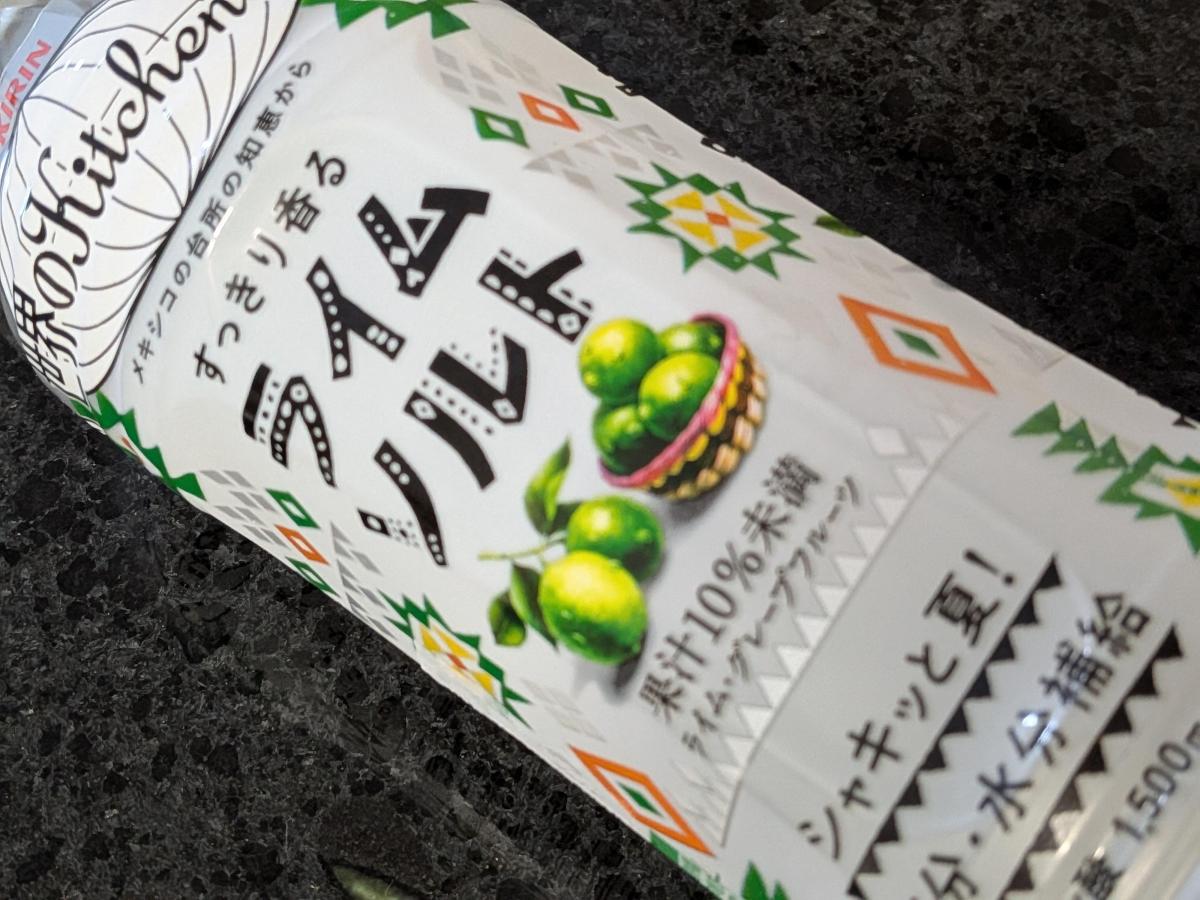 KIRIN
世界のKitchen
メキシコの台所の知恵から
すっきり香る
ライム
ソルト
果汁10%未満
ライム・グレープフルーツ
シャキッと夏!
分・水分補給
酸 1,500m